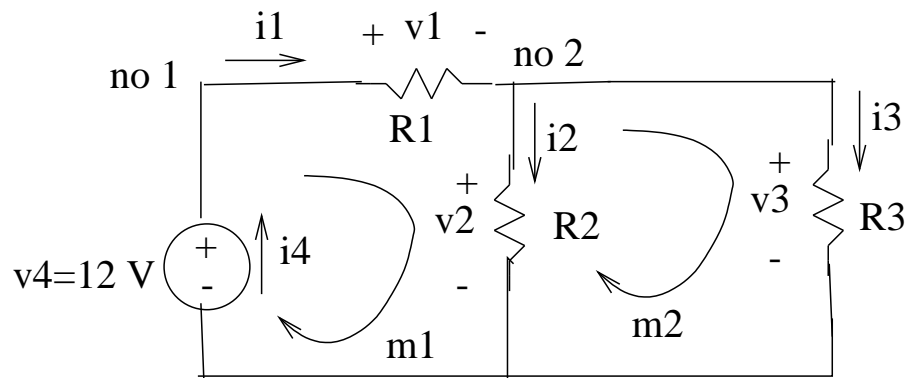 i1
+ v1 -
no 1
no 2
R1
i2
i3
+
v2
-
R2
+
v3
-
R3
v4=12 V
+
-
i4
m1
m2